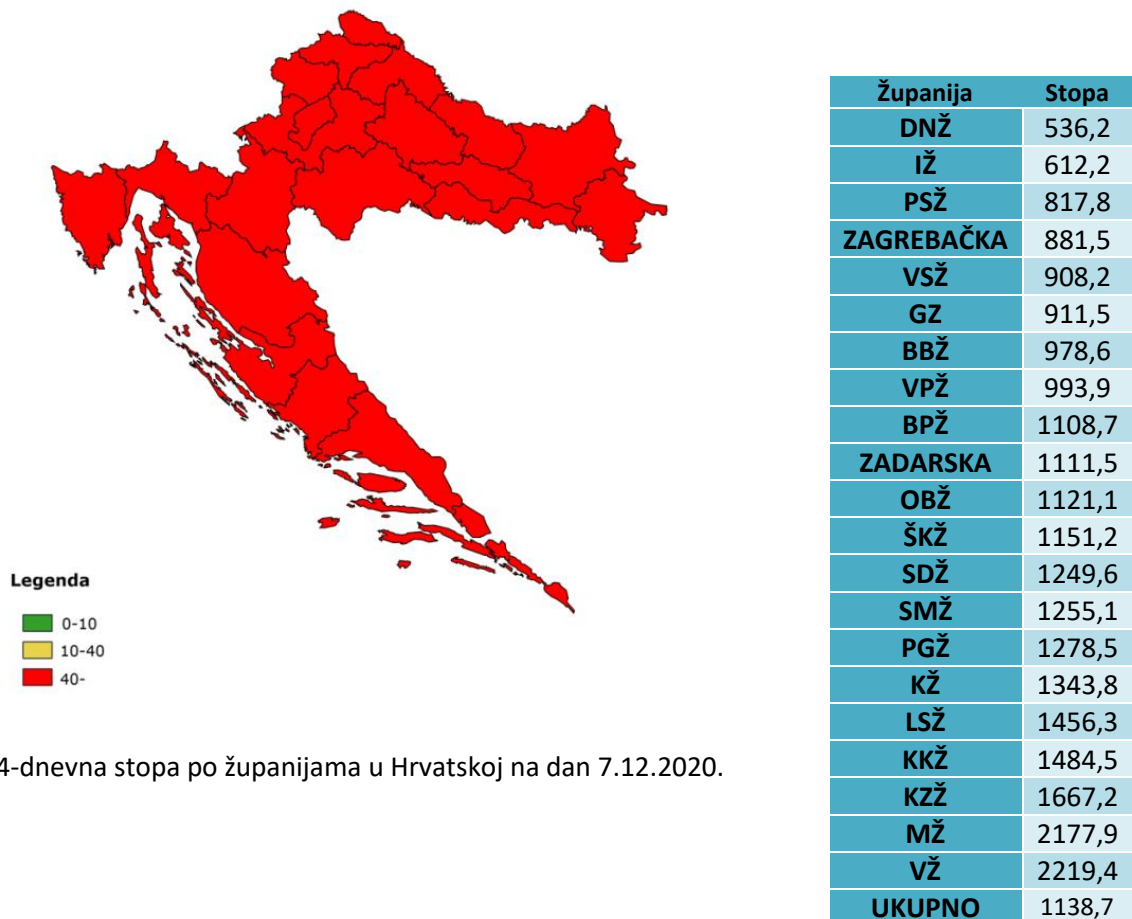 Županija Stopa
DNŽ 536,2
IŽ 612,2
PSŽ 817,8
ZAGREBAČKA 881,5
VSŽ 908,2
GZ 911,5
BBŽ 978,6
VPŽ 993,9
BPŽ 1108,7
ZADARSKA 1111,5
OBŽ 1121,1
ŠKŽ 1151,2
SDŽ 1249,6
SMŽ 1255,1
PGŽ 1278,5
KŽ 1343,8
LSŽ 1456,3
KKŽ 1484,5
KZŽ 1667,2
MŽ 2177,9
VŽ 2219,4
UKUPNO 1138,7
Legenda
0-10
10-40
40-
4-dnevna stopa po županijama u Hrvatskoj na dan 7.12.2020.